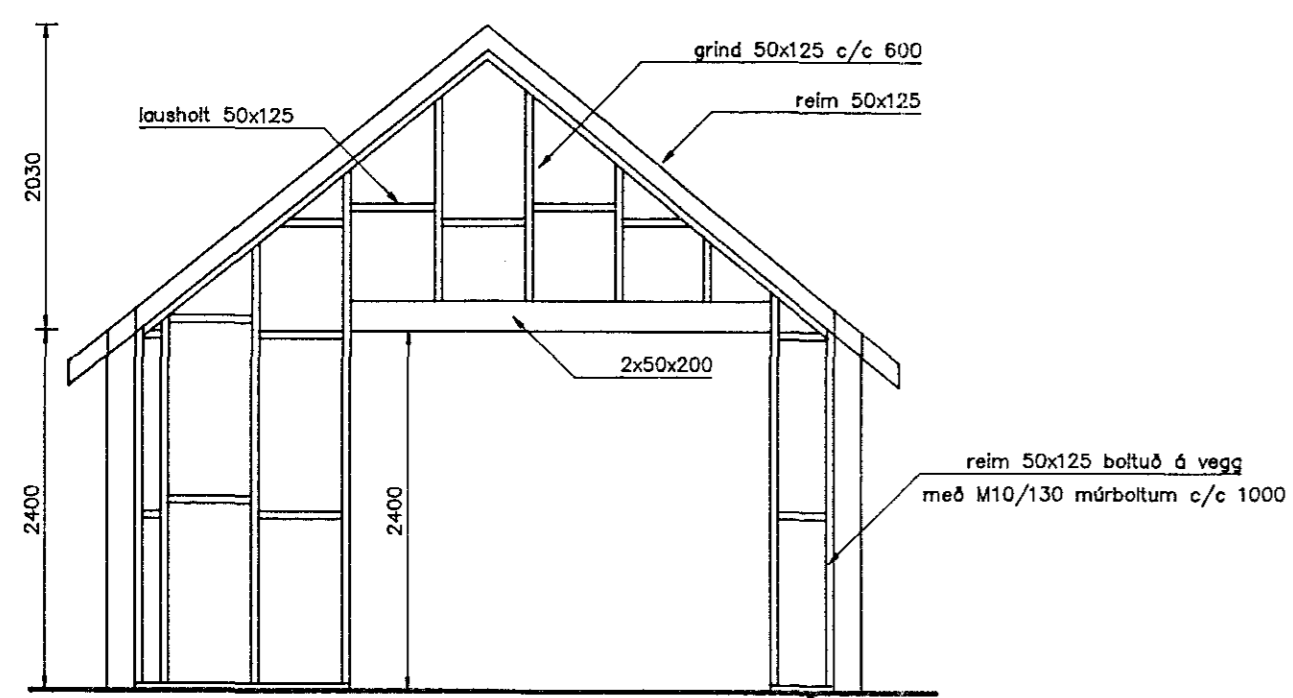 grind 50x125 c/c 600
reim 50x125
lausholt 50x125
2030
2x50x200
2400
2400
reim 50x125 boltuð á vegg
með M10/130 múrboltum c/c 1000